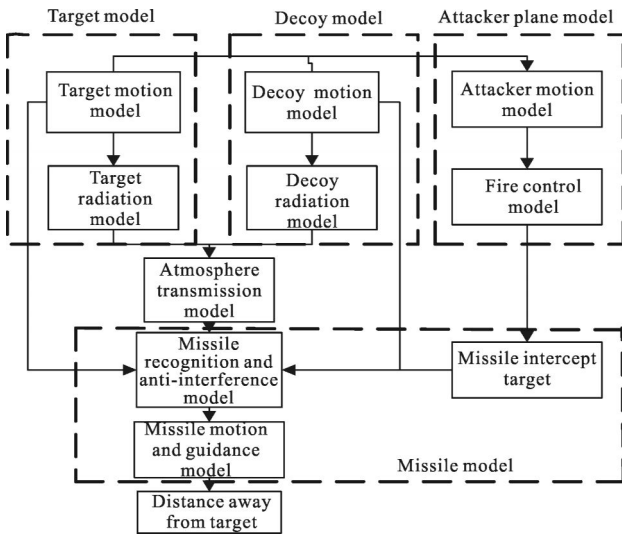 Target model
Decoy model
Attacker plane model
Target motion
model
Decoy motion
model
Attacker motion
model
Target
radiation model
Decoy
radiation model
Fire control
model
Atmosphere
transmission
model
Missile
recognition and
anti-interference
model
Missile intercept
target
Missile motion
and guidance
model
Missile model
Distance away
from target